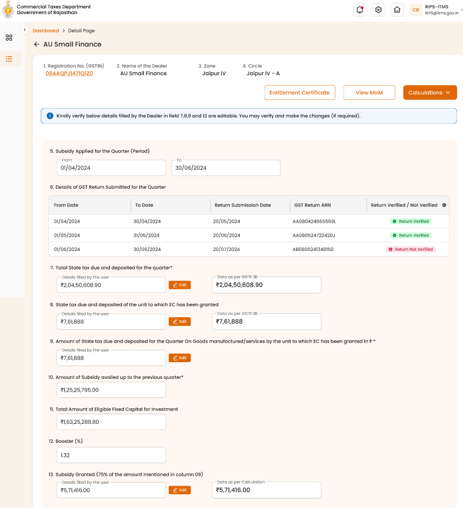 Commercial Taxes Department
Government of Rajasthan
CB
RIPS-ITMS
RIPS@itms.gov.in
Dashboard
Detail Page
AU Small Finance
1. Registration No. (GSTIN)
08AAQPJ1471Q1Z0
2. Name of the Dealer
AU Small Finance
3. Zone
Jaipur IV
4. Circle
Jaipur IV - A
Entitlement Certificate
View MoM
Calculations
Kindly verify below details filled by the Dealer in field 7,8,9 and 12 are editable. You may verify and make the changes (if required).
5. Subsidy Applied for the Quarter (Period)
From
01/04/2024
To
30/06/2024
6. Details of GST Return Submitted for the Quarter
From Date To Date Return Submission Date GST Return ARN Return Verified / Not Verified
01/04/2024 30/04/2024 20/05/2024 Return Verified
01/05/2024 31/05/2024 20/06/2024 Return Verified
01/06/2024 30/06/2024 20/07/2024 Return Not Verified
7. Total State tax due and deposited for the quarter*
Details filled by the user
₹2,04,50,608.90
Edit
Data as per GSTR 3B
₹2,04,50,608.90
8. State tax due and deposited of the unit to which EC has been granted
Details filled by the user
₹7,61,888
Edit
Data as per GSTR 3B
₹7,61,888
9. Amount of State tax due and deposited for the Quarter On Goods manufactured/services by the unit to which EC has been granted in ₹ *
Details filled by the user
₹7,61,888
Edit
10. Amount of Subsidy availed up to the previous quarter*
₹1,25,25,795.00
11. Total Amount of Eligible Fixed Capital for investment
₹1,63,25,288.80
12. Booster (%)
1.32
13. Subsidy Granted (75% of the amount mentioned in column 09)
Details filled by the user
₹5,71,416.00
Edit
Data as per Calculation
₹5,71,416.00